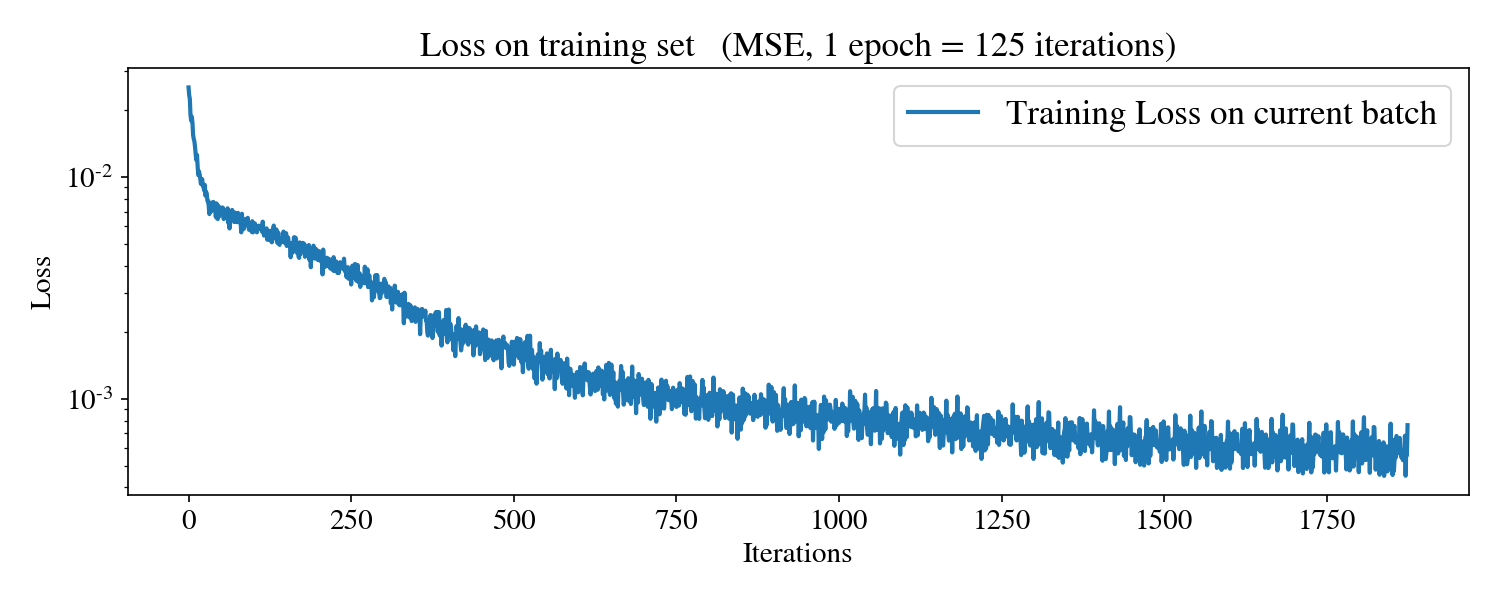 Loss on training set   (MSE, 1 epoch = 125 iterations)
Training Loss on current batch
10-2
10-3
Loss
0 250 500 750 1000 1250 1500 1750
Iterations